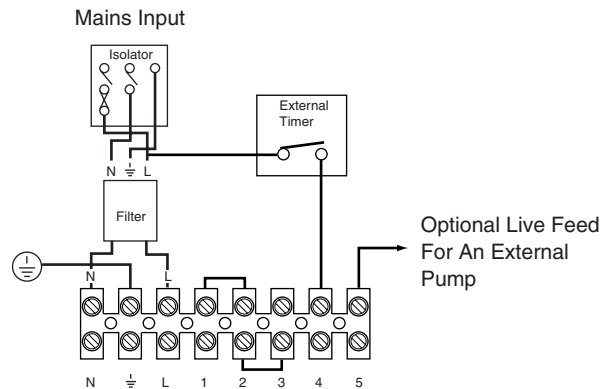 Mains Input
Isolator
External
Timer
N L
Filter
Optional Live Feed
For An External
Pump
N L
N L 1 2 3 4 5